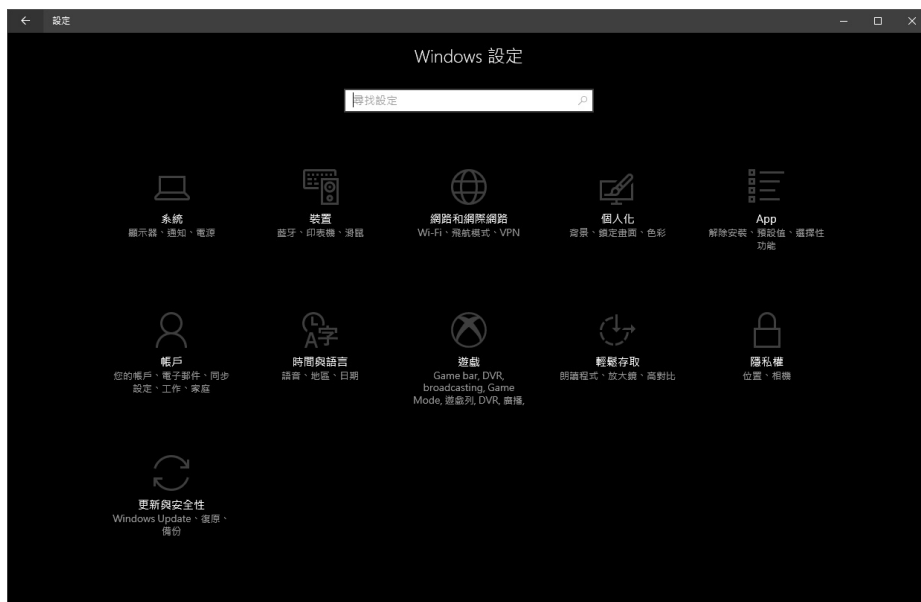 設定
Windows 設定
尋找設定
系統
顯示器、通知、電源
裝置
藍牙、印表機、滑鼠
網路和網際網路
Wi-Fi、飛航模式、VPN
個人化
背景、鎖定畫面、色彩
App
解除安裝、預設值、選擇性
功能
帳戶
您的帳戶、電子郵件、同步
設定、工作、家庭
時間與語言
語音、地區、日期
遊戲
Game bar, DVR,
broadcasting, Game
Mode, 遊戲列, DVR, 廣播,
輕鬆存取
朗讀程式、放大鏡、高對比
隱私權
位置、相機
更新與安全性
Windows Update、復原、
備份